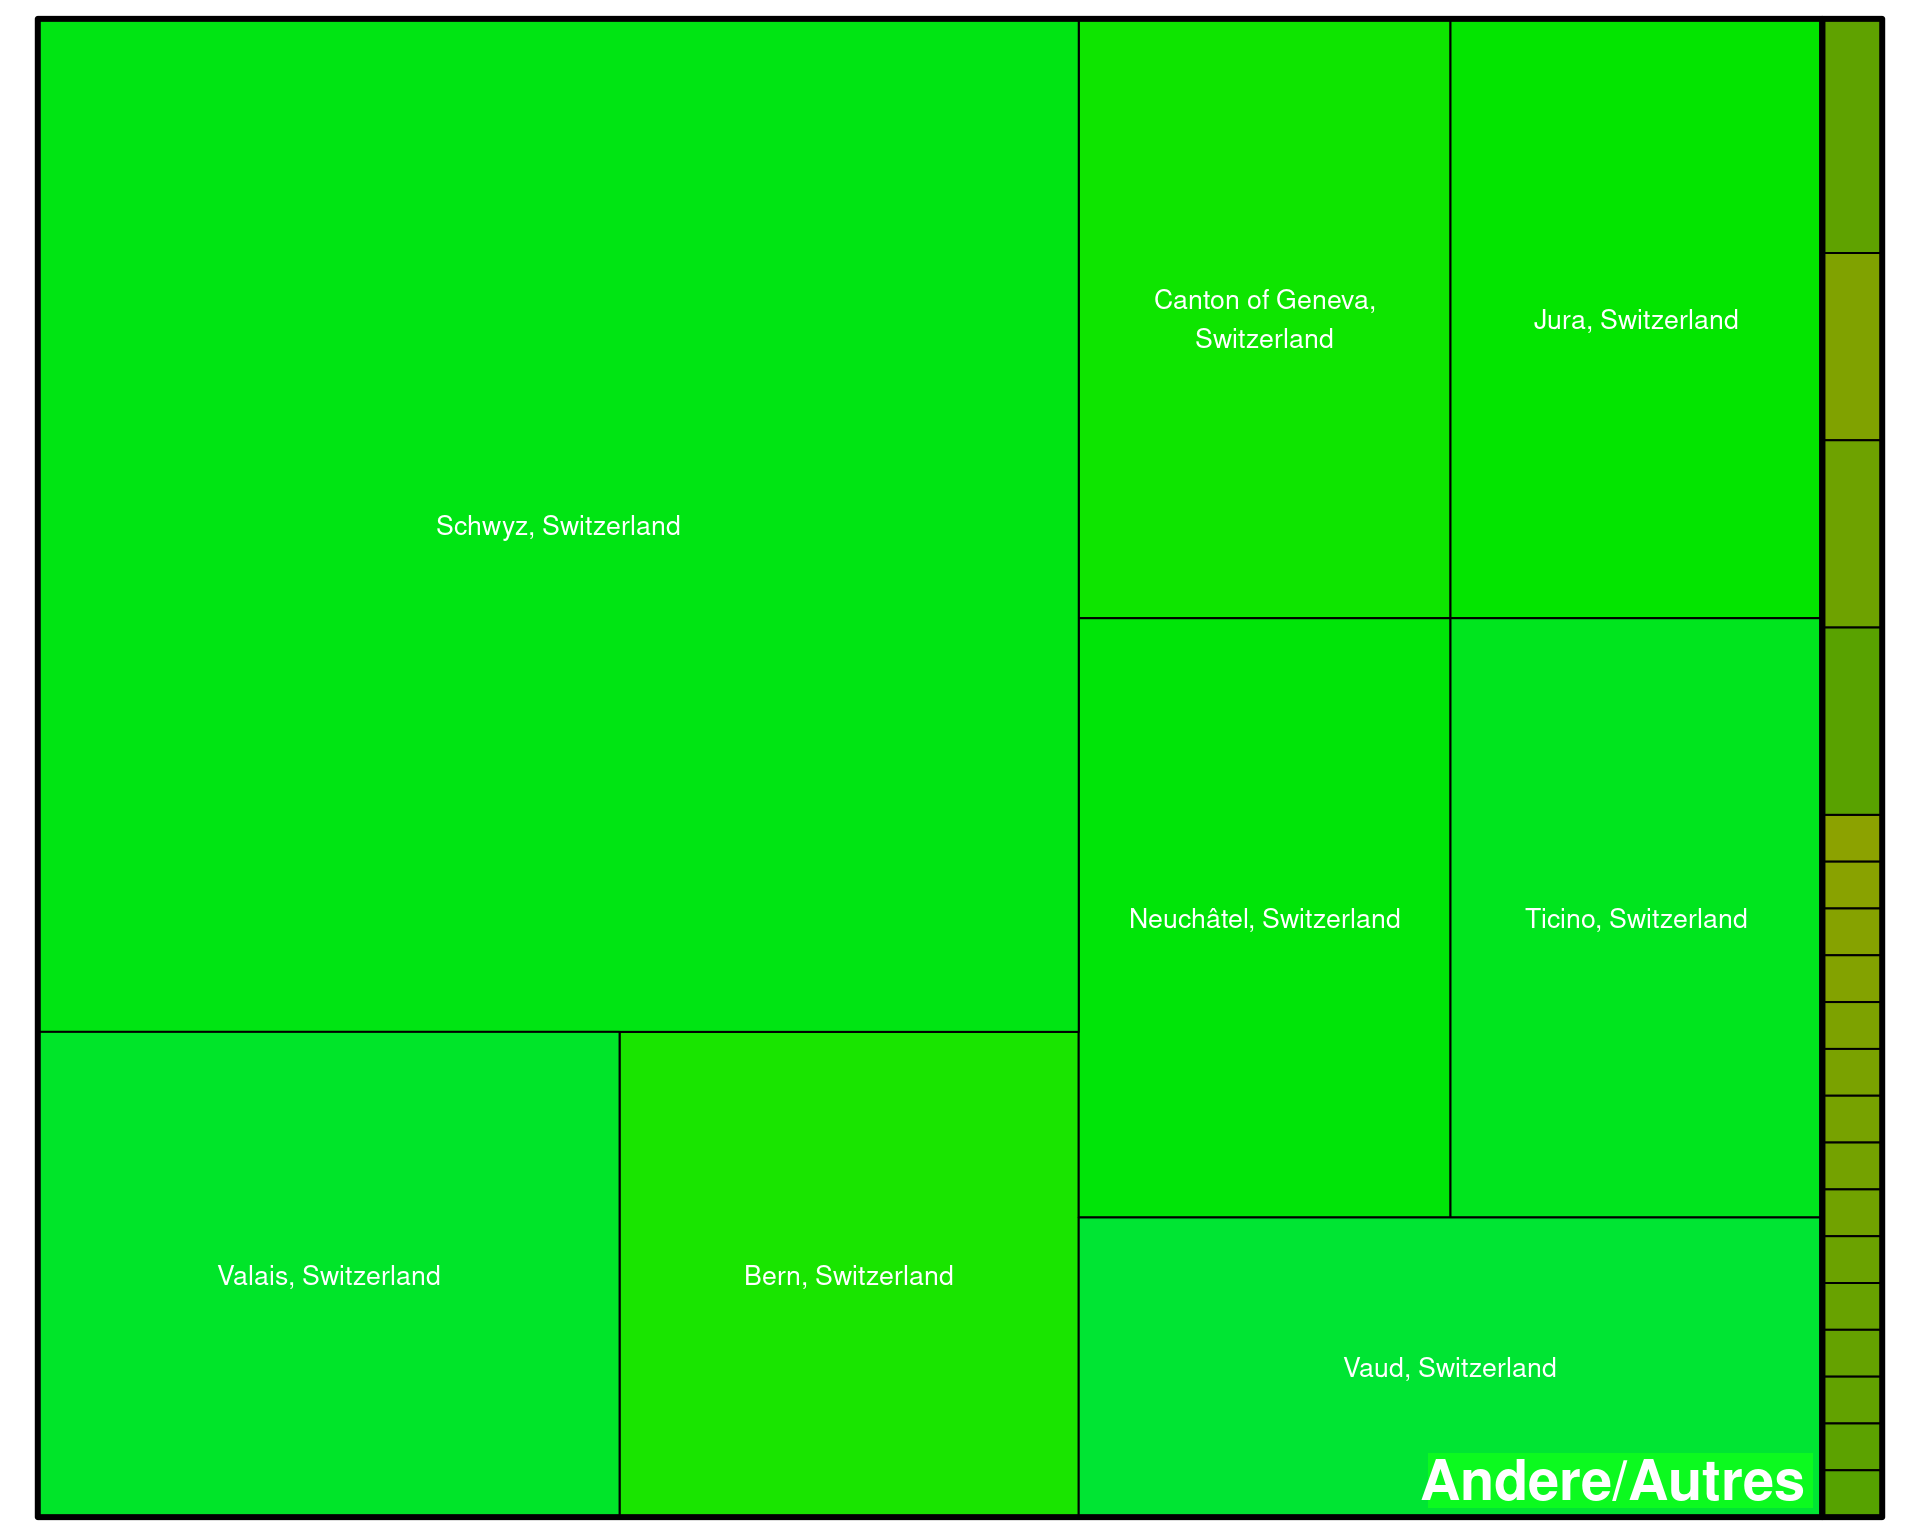 Canton of Geneva,
Switzerland
Jura, Switzerland
Schwyz, Switzerland
Neuchâtel, Switzerland
Ticino, Switzerland
Valais, Switzerland
Bern, Switzerland
Vaud, Switzerland
Andere/Autres